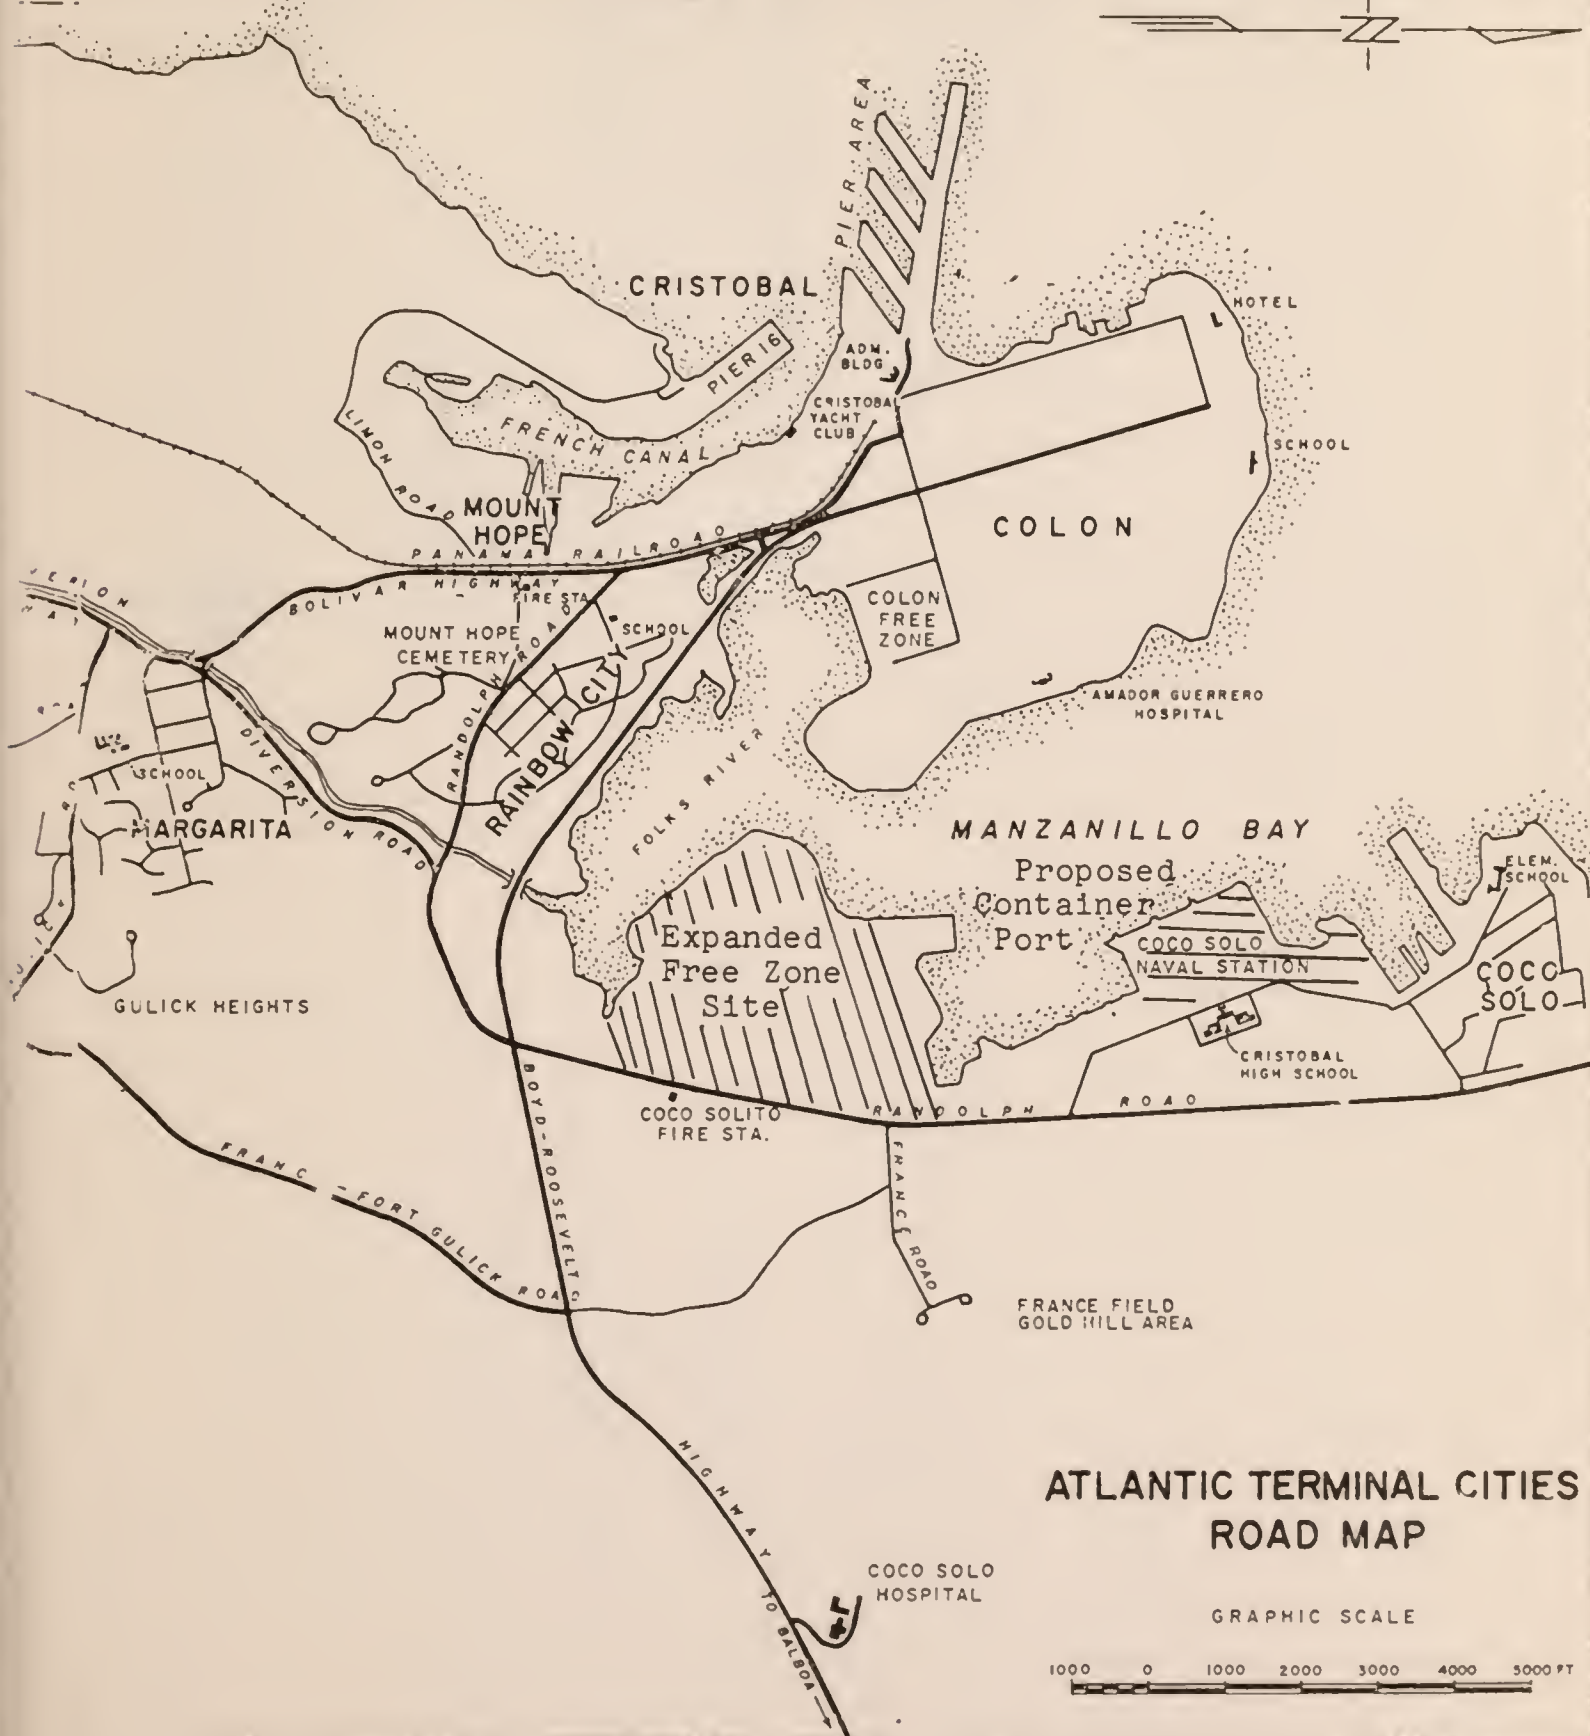 PIER AREA
CRISTOBAL
HOTEL
ADM.
BLDG
PIER 16
CRISTOBAL
YACHT
CLUB
SCHOOL
FRENCH CANAL
LIMON ROAD
MOUNT
HOPE
COLON
PANAMA RAILROAD
BOLIVAR HIGHWAY
FIRE STA.
COLON
FREE
ZONE
MOUNT HOPE
CEMETERY
SCHOOL
RANDOLPH ROAD
RAINBOW CITY
AMADOR GUERRERO
HOSPITAL
DIVERSION ROAD
FOLKS RIVER
SCHOOL
MARGARITA
MANZANILLO BAY
Proposed
Container
Port
ELEM.
SCHOOL
Expanded
Free Zone
Site
COCO SOLO
NAVAL STATION
COCO
SOLO
GULICK HEIGHTS
CRISTOBAL
HIGH SCHOOL
COCO SOLITO
FIRE STA.
RANDOLPH ROAD
FRANC - FORT GULICK ROAD
BOYD-ROOSEVELT
FRANCE ROAD
FRANCE FIELD
GOLD HILL AREA
HIGHWAY
TO BALBOA
COCO SOLO
HOSPITAL
ATLANTIC TERMINAL CITIES
ROAD MAP
GRAPHIC SCALE
1000 0 1000 2000 3000 4000 5000 FT